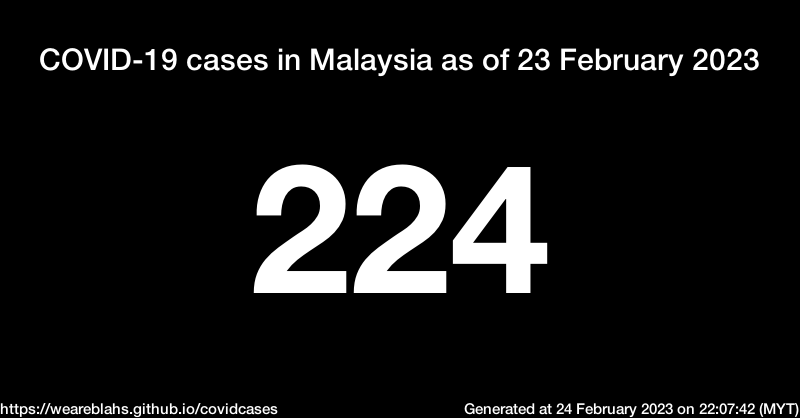 COVID-19 cases in Malaysia as of 23 February 2023
224
https://weareblahs.github.io/covidcases
Generated at 24 February 2023 on 22:07:42 (MYT)